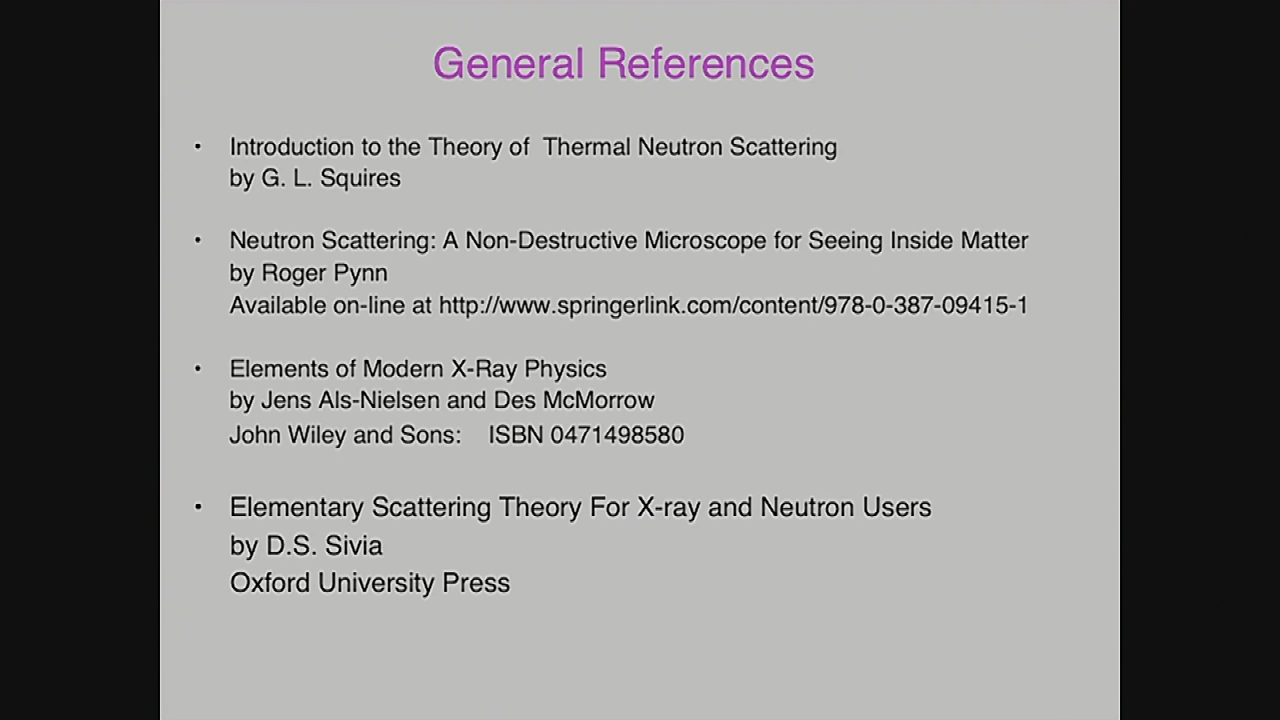 General References
• Introduction to the Theory of Thermal Neutron Scattering
by G. L. Squires
• Neutron Scattering: A Non-Destructive Microscope for Seeing Inside Matter
by Roger Pynn
Available on-line at http://www.springerlink.com/content/978-0-387-09415-1
• Elements of Modern X-Ray Physics
by Jens Als-Nielsen and Des McMorrow
John Wiley and Sons: ISBN 0471498580
• Elementary Scattering Theory For X-ray and Neutron Users
by D.S. Sivia
Oxford University Press